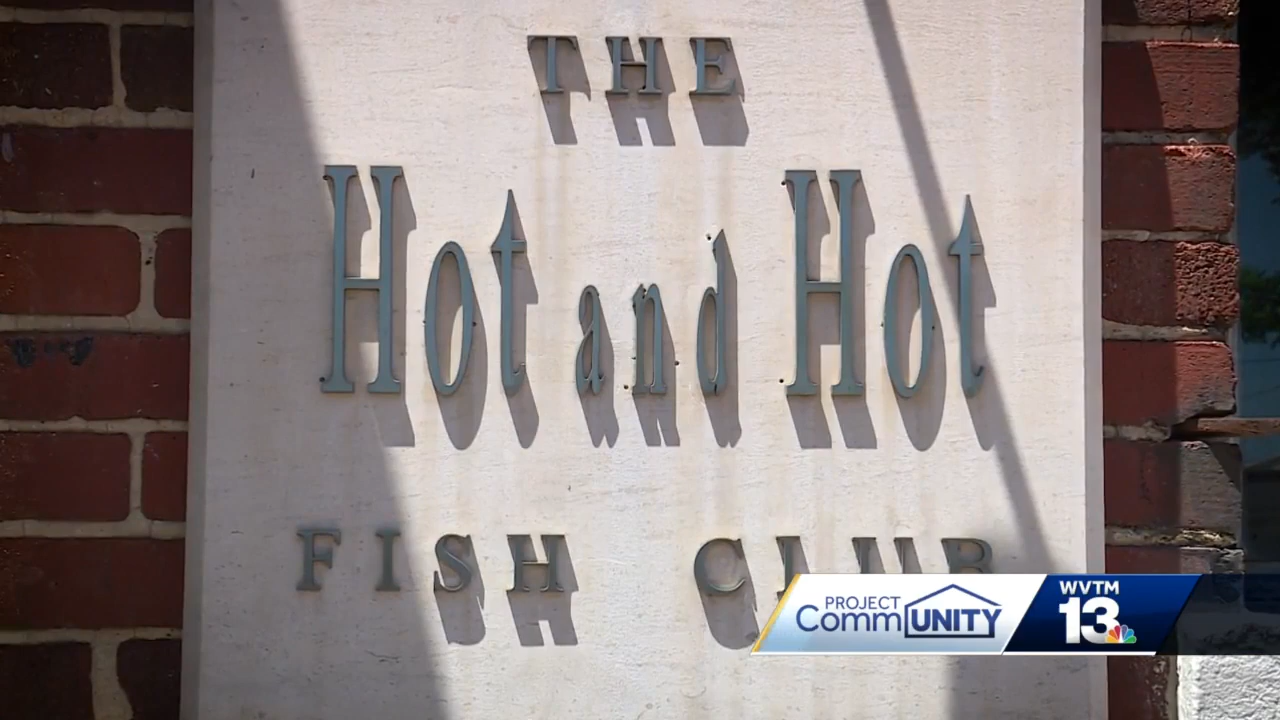 THE
Hot and Hot
FISH CLUB
PROJECT
CommUNITY
WVTM
13